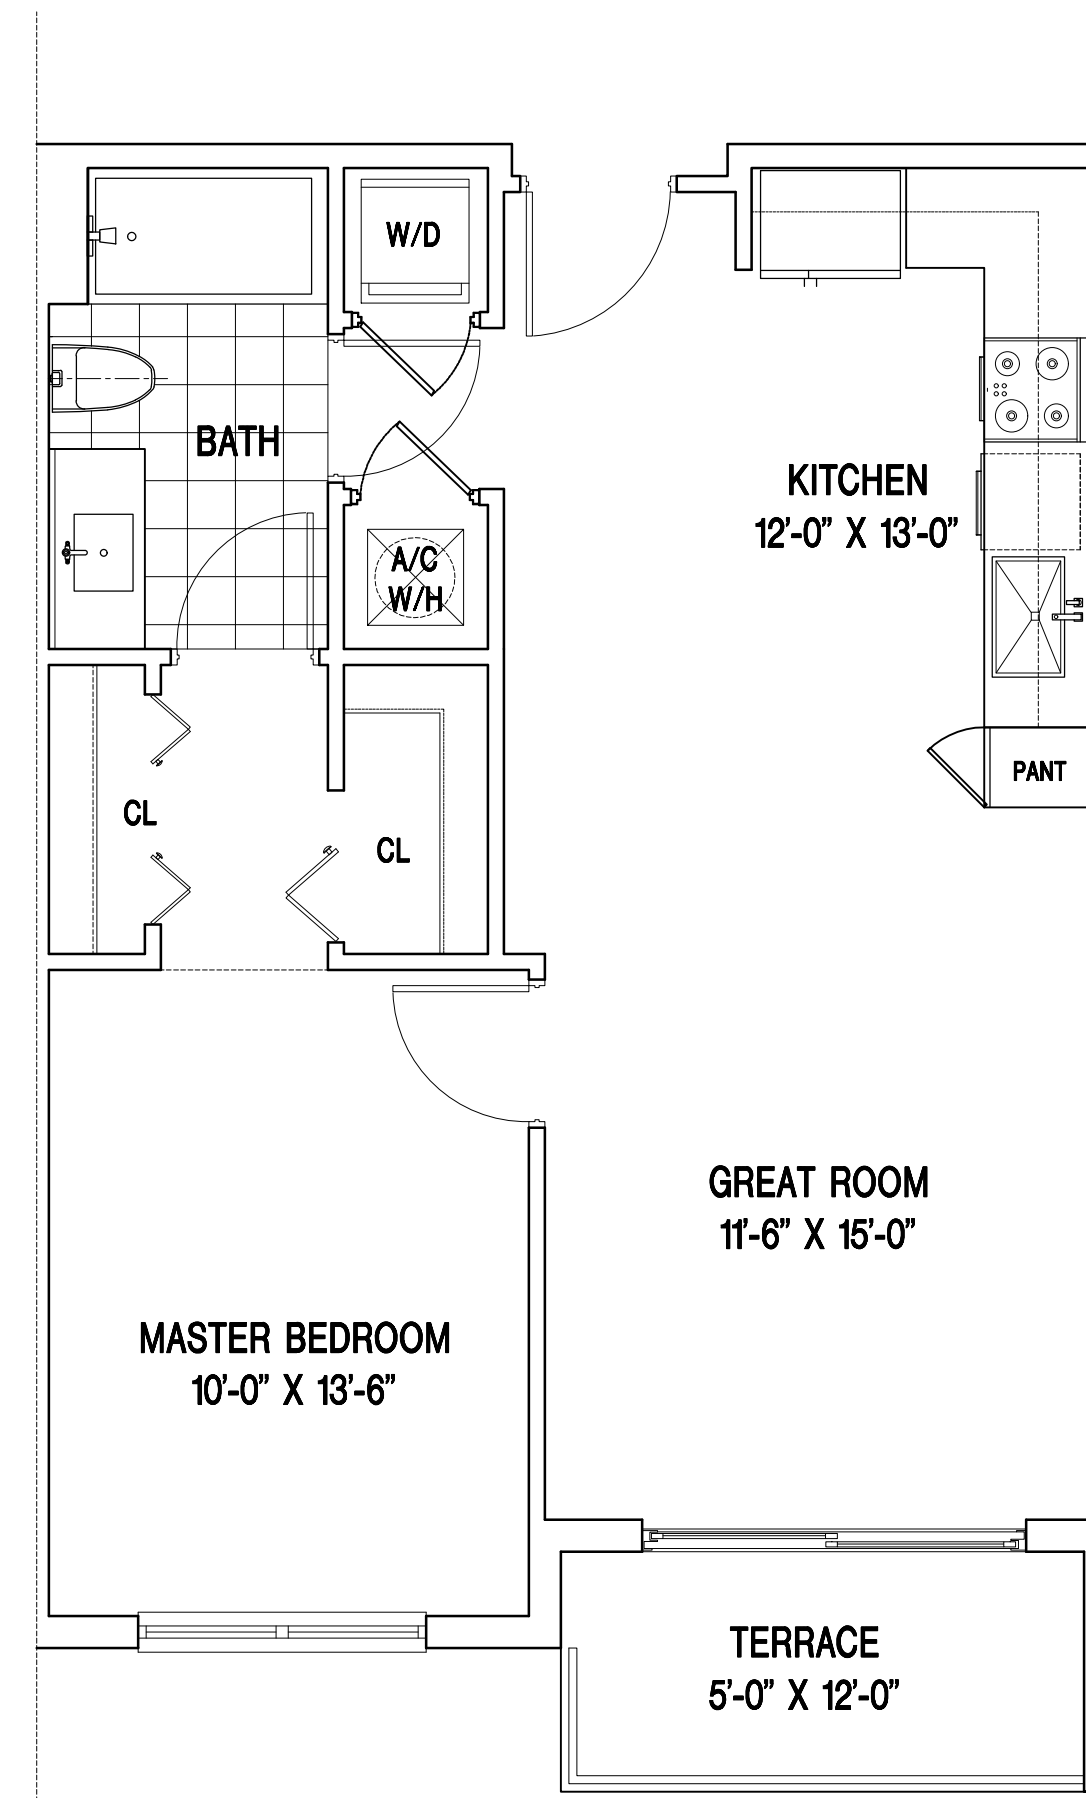 W/D
BATH
KITCHEN
12'-0" X 13'-0"
A/C
W/H
PANT
CL
CL
GREAT ROOM
11'-6" X 15'-0"
MASTER BEDROOM
10'-0" X 13'-6"
TERRACE
5'-0" X 12'-0"